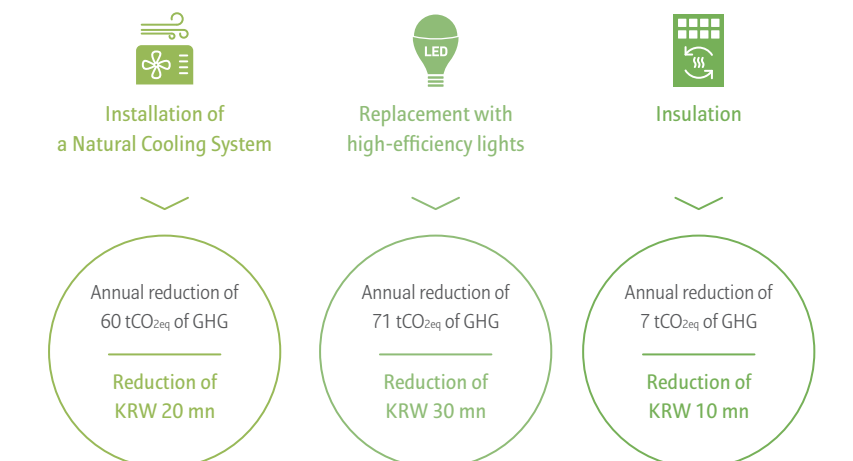 LED
Installation of
a Natural Cooling System
Replacement with
high-efficiency lights
Insulation
Annual reduction of
60 tCO2eq of GHG
Reduction of
KRW 20 mn
Annual reduction of
71 tCO2eq of GHG
Reduction of
KRW 30 mn
Annual reduction of
7 tCO2eq of GHG
Reduction of
KRW 10 mn